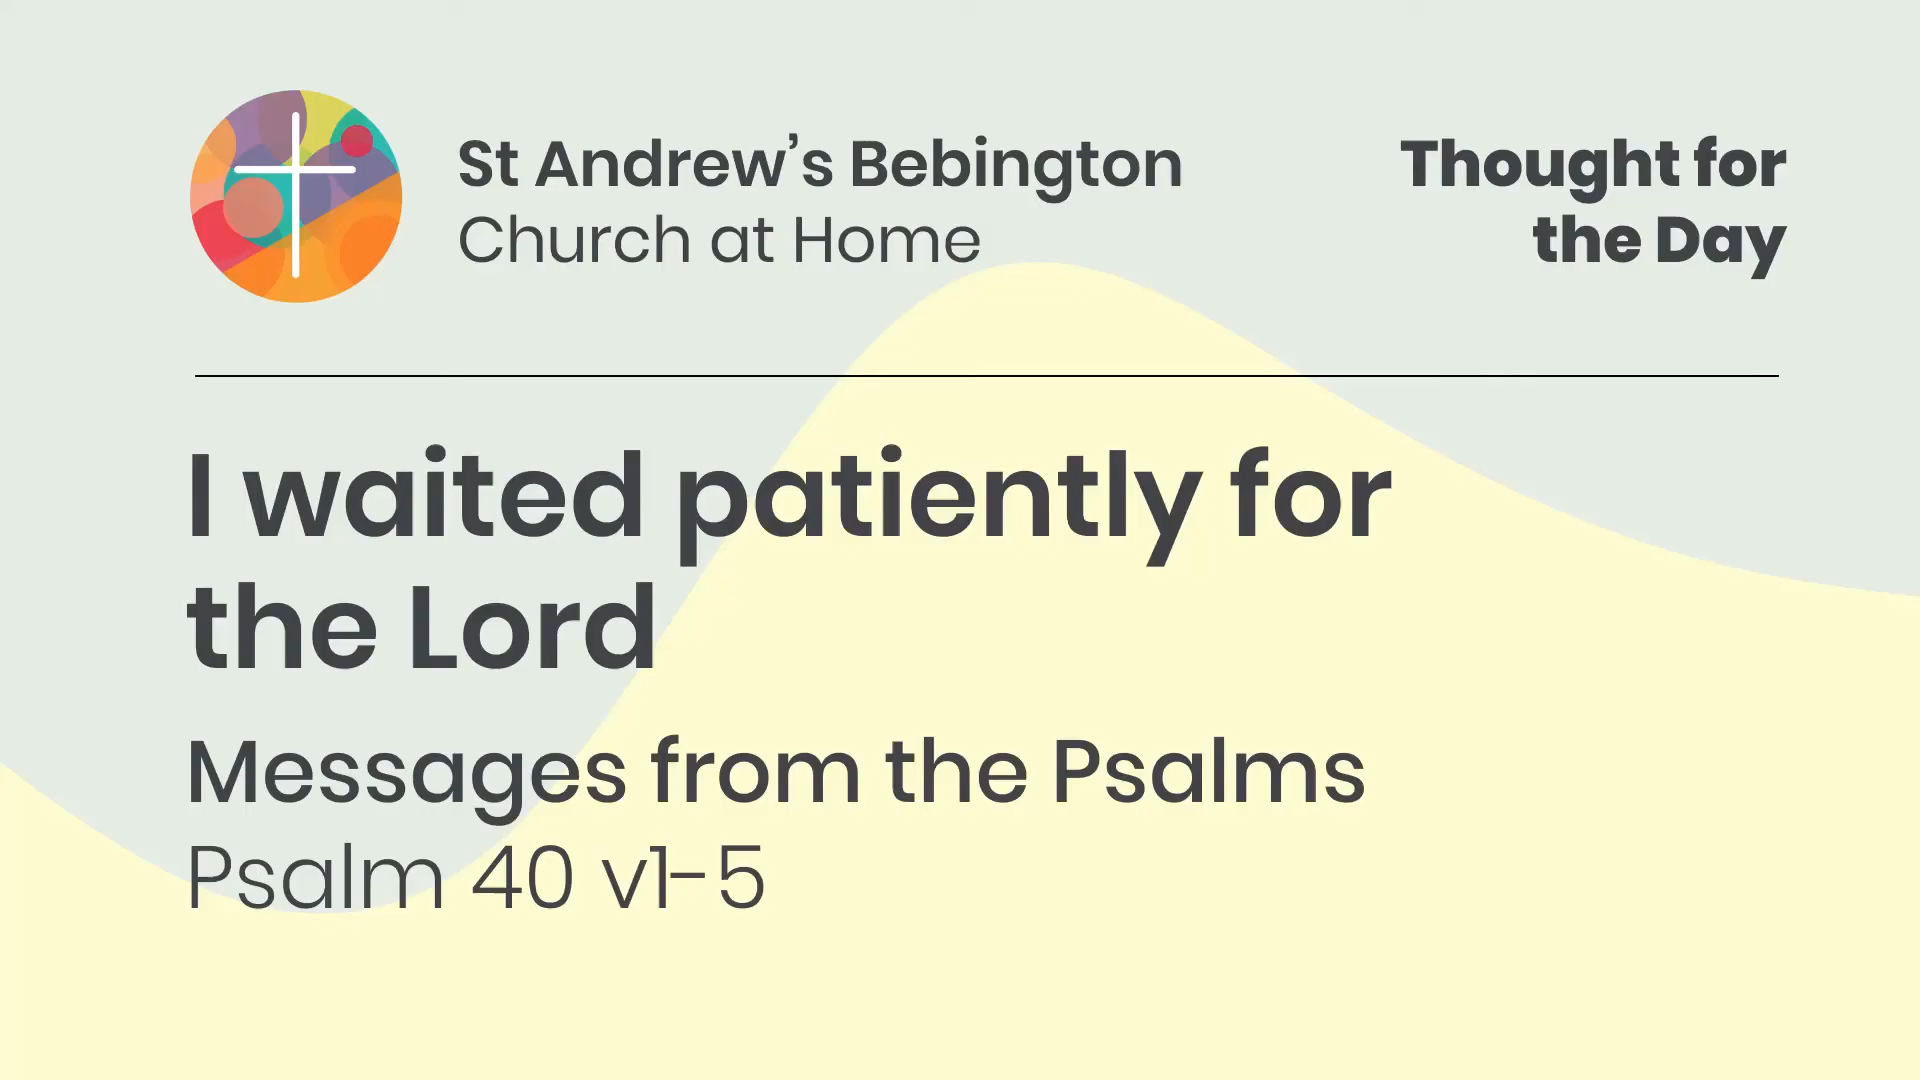 St Andrew’s Bebington
Church at Home
Thought for
the Day
I waited patiently for
the Lord
Messages from the Psalms
Psalm 40 v1-5